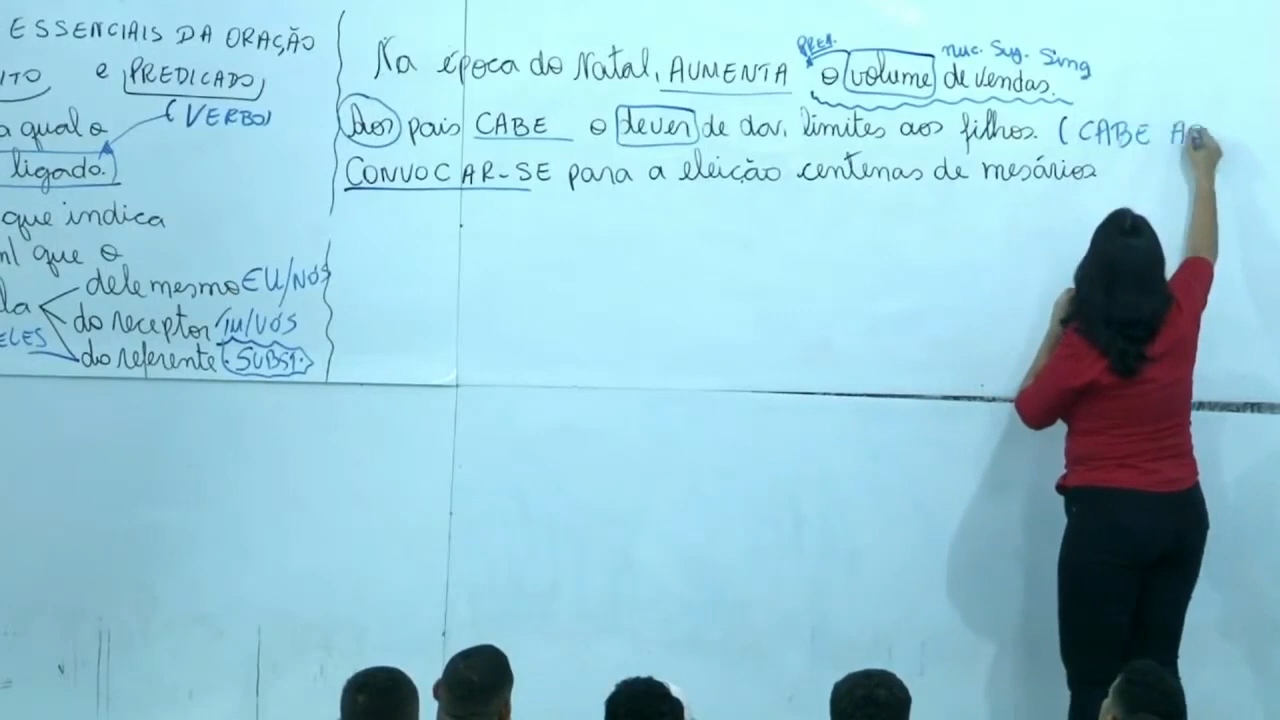 ESSENCIAIS DA ORAÇÃO
ITO e PREDICADO
(VERBO)
a qual o
ligado.
que indica
que o
dele mesmo EU/NÓS
do receptor TU/VÓS
ELES do referente SUBST.
PREP. nuc. Suj. Sing
Na época do Natal, AUMENTA o volume de vendas.
Aos pais CABE o dever de dar limites aos filhos. (CABE AO
CONVOCAR-SE para a eleição centenas de mesários